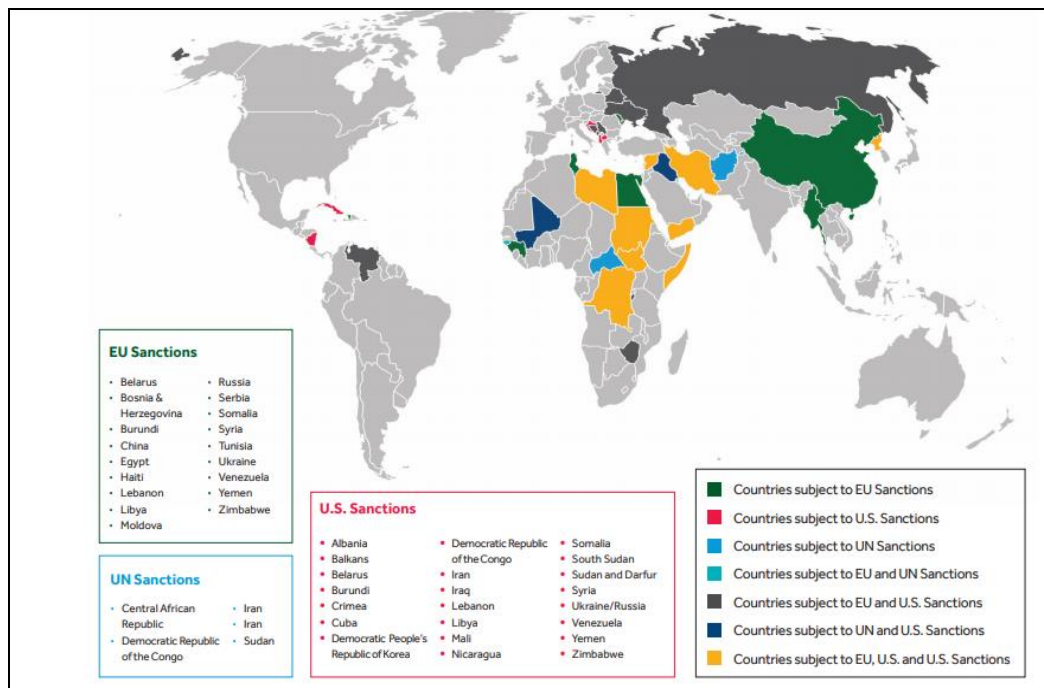 EU Sanctions
• Belarus
• Bosnia &
Herzegovina
• Burundi
• China
• Egypt
• Haiti
• Lebanon
• Libya
• Moldova
• Russia
• Serbia
• Somalia
• Syria
• Tunisia
• Ukraine
• Venezuela
• Yemen
• Zimbabwe
UN Sanctions
• Central African
Republic
• Democratic Republic
of the Congo
• Iran
• Iran
• Sudan
U.S. Sanctions
• Albania
• Balkans
• Belarus
• Burundi
• Crimea
• Cuba
• Democratic People's
Republic of Korea
• Democratic Republic
of the Congo
• Iran
• Iraq
• Lebanon
• Libya
• Mali
• Nicaragua
• Somalia
• South Sudan
• Sudan and Darfur
• Syria
• Ukraine/Russia
• Venezuela
• Yemen
• Zimbabwe
Countries subject to EU Sanctions
Countries subject to U.S. Sanctions
Countries subject to UN Sanctions
Countries subject to EU and UN Sanctions
Countries subject to EU and U.S. Sanctions
Countries subject to UN and U.S. Sanctions
Countries subject to EU, U.S. and U.S. Sanctions